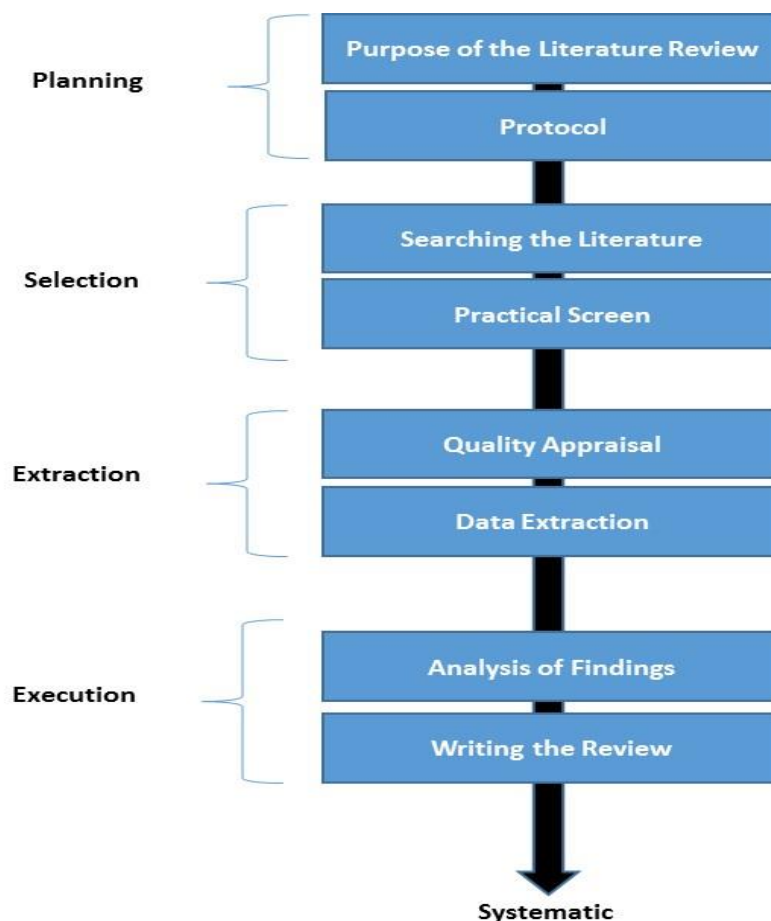 Purpose of the Literature Review
Planning
Protocol
Searching the Literature
Selection
Practical Screen
Quality Appraisal
Extraction
Data Extraction
Analysis of Findings
Execution
Writing the Review
Systematic